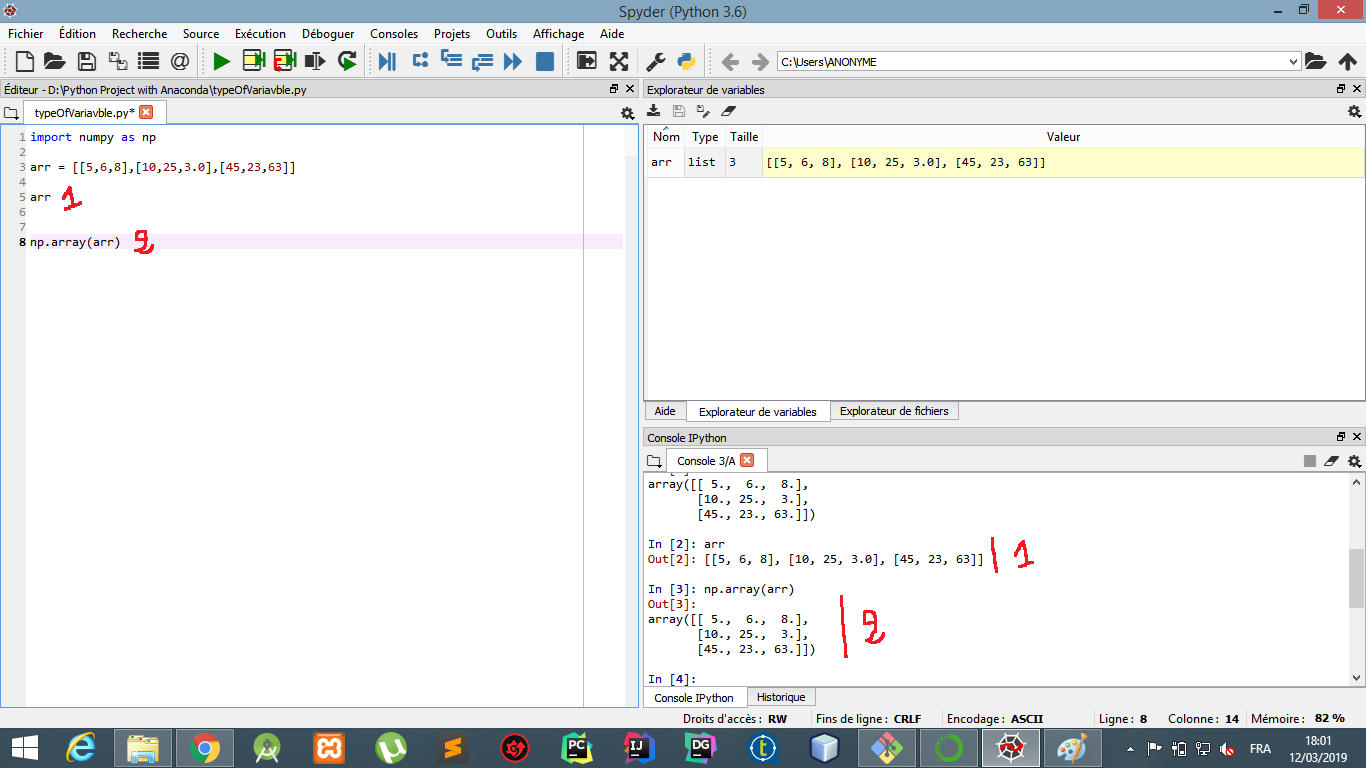 Spyder (Python 3.6)
Fichier Édition Recherche Source Exécution Déboguer Consoles Projets Outils Affichage Aide
C:\Users\ANONYME
Éditeur - D:\Python Project with Anaconda\typeOfVariavble.py
typeOfVariavble.py*
1 import numpy as np
2
3 arr = [[5,6,8],[10,25,3.0],[45,23,63]]
4
5 arr 1
6
7
8 np.array(arr) 2
Explorateur de variables
Nom Type Taille Valeur
arr list 3 [[5, 6, 8], [10, 25, 3.0], [45, 23, 63]]
Aide Explorateur de variables Explorateur de fichiers
Console IPython
Console 3/A
array([[ 5., 6., 8.],
[10., 25., 3.],
[45., 23., 63.]])
In [2]: arr
Out[2]: [[5, 6, 8], [10, 25, 3.0], [45, 23, 63]] 1
In [3]: np.array(arr)
Out[3]:
array([[ 5., 6., 8.],
[10., 25., 3.],
[45., 23., 63.]])
2
In [4]:
Console IPython Historique
Droits d'accès : RW Fins de ligne : CRLF Encodage : ASCII Ligne : 8 Colonne : 14 Mémoire : 82 %
PC IJ DG t FRA 18:01
12/03/2019